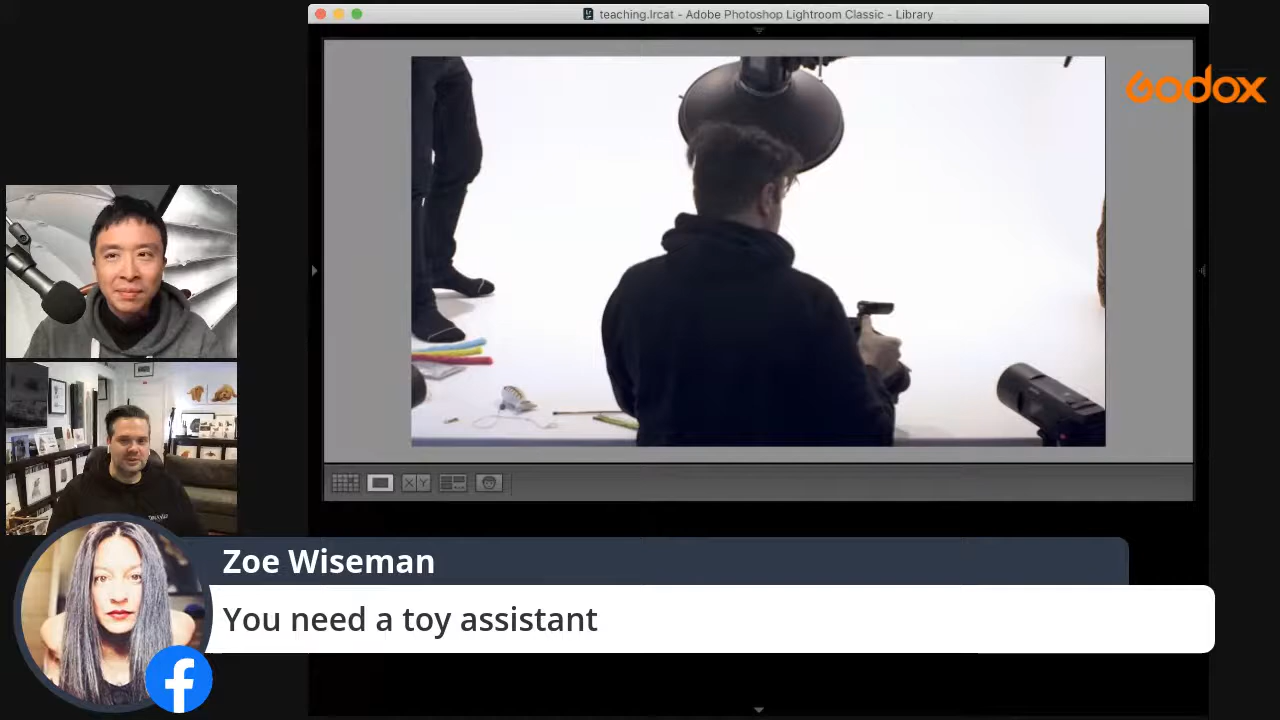 teaching.lrcat - Adobe Photoshop Lightroom Classic - Library
Godox
X Y
Zoe Wiseman
You need a toy assistant